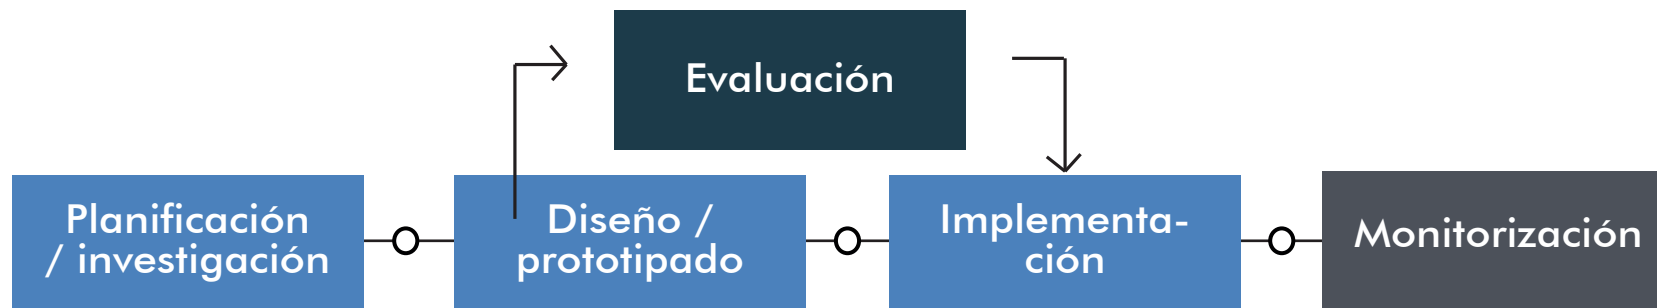 Evaluación
Planificación
/ investigación
Diseño /
prototipado
Implementa-
ción
Monitorización